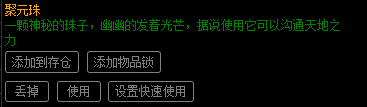 聚元珠
一颗神秘的珠子，幽幽的发着光芒，据说使用它可以沟通天地之
力
添加到存仓 添加物品锁
丢掉 使用 设置快速使用